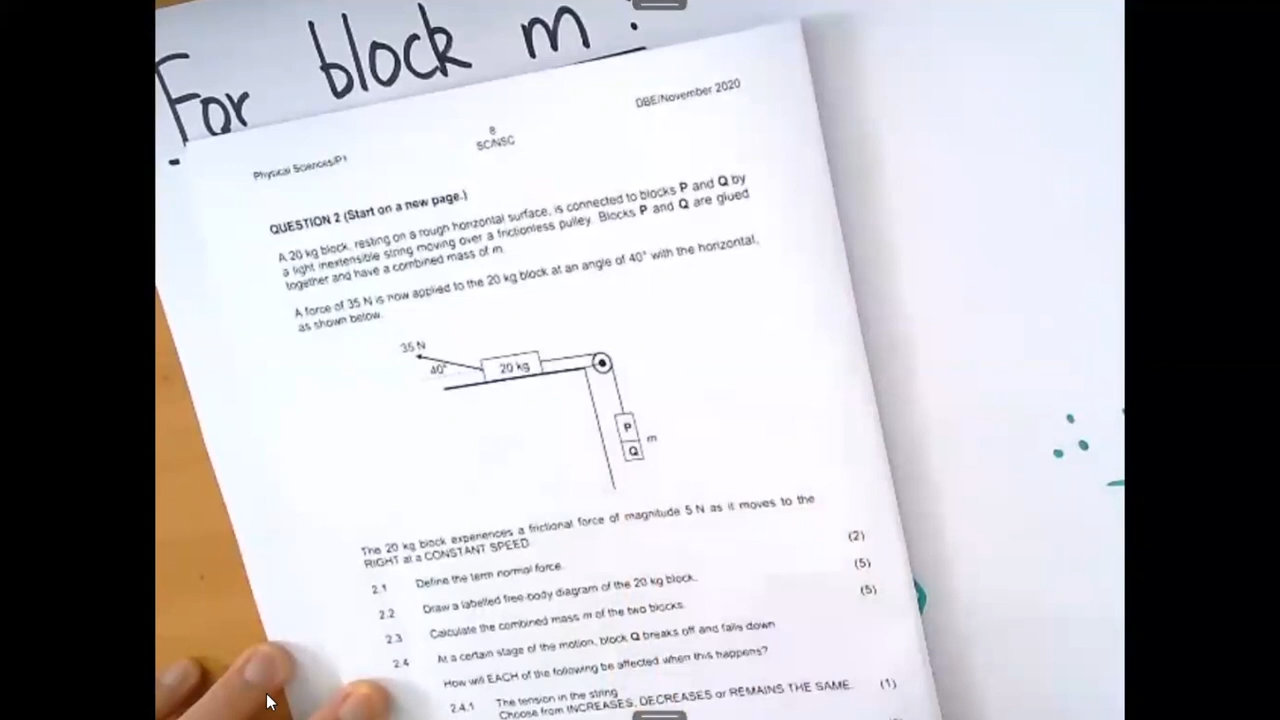 For block m :
DBE/November 2020
8
SC/NSC
Physical Sciences/P1
QUESTION 2 (Start on a new page.)
A 20 kg block, resting on a rough horizontal surface, is connected to blocks P and Q by
a light inextensible string moving over a frictionless pulley. Blocks P and Q are glued
together and have a combined mass of m.
A force of 35 N is now applied to the 20 kg block at an angle of 40° with the horizontal,
as shown below.
35 N
40°
20 kg
P
m
Q
The 20 kg block experiences a frictional force of magnitude 5 N as it moves to the
RIGHT at a CONSTANT SPEED.
2.1 Define the term normal force. (2)
2.2 Draw a labelled free-body diagram of the 20 kg block. (5)
2.3 Calculate the combined mass m of the two blocks. (5)
2.4 At a certain stage of the motion, block Q breaks off and falls down.
How will EACH of the following be affected when this happens?
2.4.1 The tension in the string
Choose from INCREASES, DECREASES or REMAINS THE SAME. (1)